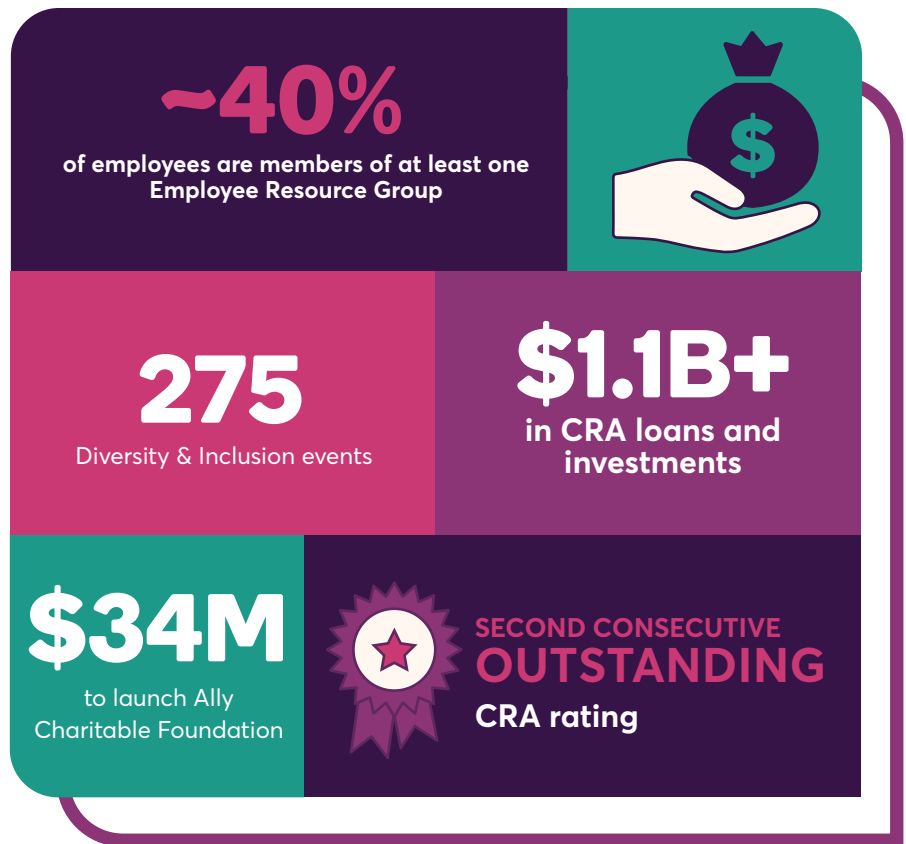 ~40%
of employees are members of at least one
Employee Resource Group
$
275
Diversity & Inclusion events
$1.1B+
in CRA loans and
investments
$34M
to launch Ally
Charitable Foundation
SECOND CONSECUTIVE
OUTSTANDING
CRA rating